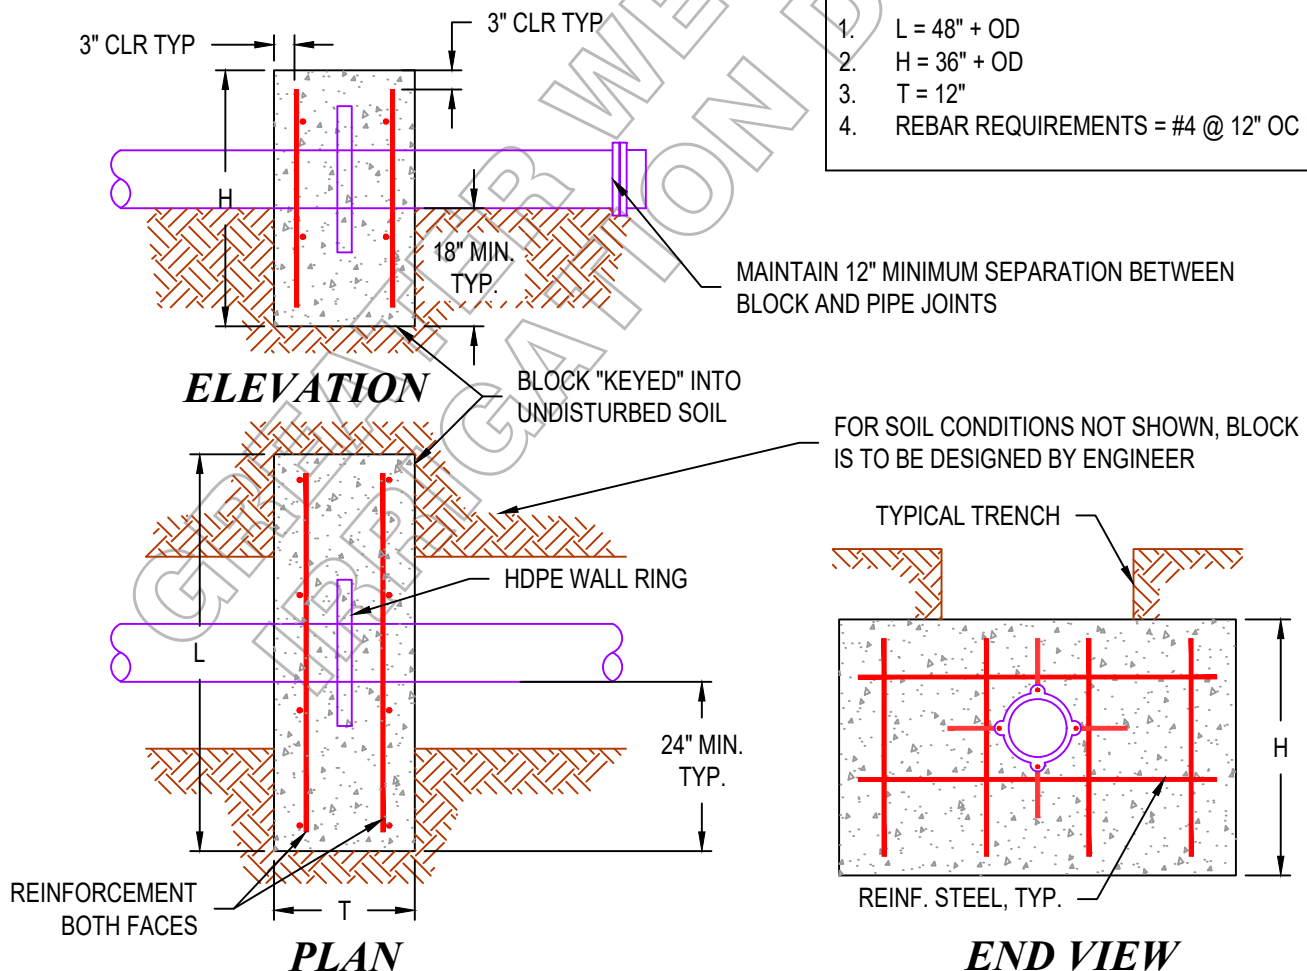 3" CLR TYP
3" CLR TYP
1. L = 48" + OD
2. H = 36" + OD
3. T = 12"
4. REBAR REQUIREMENTS = #4 @ 12" OC
H
18" MIN.
TYP.
MAINTAIN 12" MINIMUM SEPARATION BETWEEN
BLOCK AND PIPE JOINTS
ELEVATION
BLOCK "KEYED" INTO
UNDISTURBED SOIL
FOR SOIL CONDITIONS NOT SHOWN, BLOCK
IS TO BE DESIGNED BY ENGINEER
TYPICAL TRENCH
HDPE WALL RING
L
24" MIN.
TYP.
H
REINFORCEMENT
BOTH FACES
T
REINF. STEEL, TYP.
PLAN
END VIEW
GREATER WE
IRRIGATION D